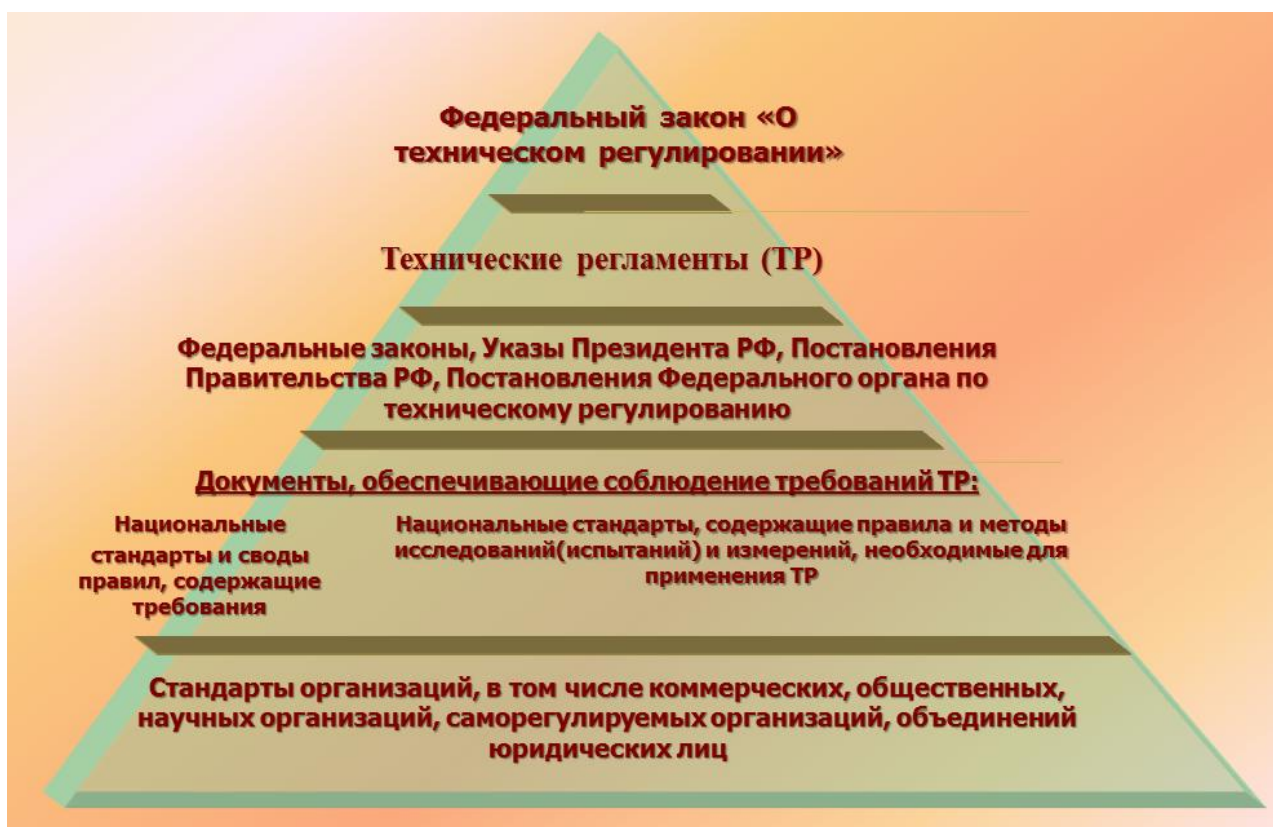 Федеральный закон «О
техническом регулировании»
Технические регламенты (ТР)
Федеральные законы, Указы Президента РФ, Постановления
Правительства РФ, Постановления Федерального органа по
техническому регулированию
Документы, обеспечивающие соблюдение требований ТР:
Национальные
стандарты и своды
правил, содержащие
требования
Национальные стандарты, содержащие правила и методы
исследований(испытаний) и измерений, необходимые для
применения ТР
Стандарты организаций, в том числе коммерческих, общественных,
научных организаций, саморегулируемых организаций, объединений
юридических лиц